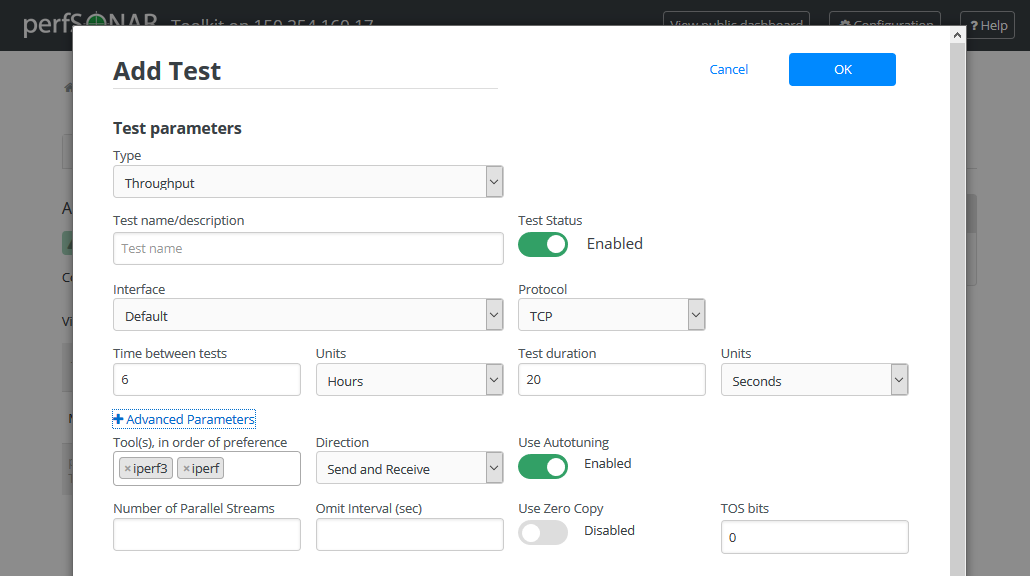 perfSONAR Toolkit on 150.254.160.17
View public dashboard
Configuration
? Help
Add Test
Cancel
OK
Test parameters
Type
Throughput
Test name/description
Test Status
Test name
Enabled
Interface
Protocol
Default
TCP
Time between tests
Units
Test duration
Units
6
Hours
20
Seconds
+ Advanced Parameters
Tool(s), in order of preference
Direction
Use Autotuning
× iperf3
× iperf
Send and Receive
Enabled
Number of Parallel Streams
Omit Interval (sec)
Use Zero Copy
TOS bits
Disabled
0